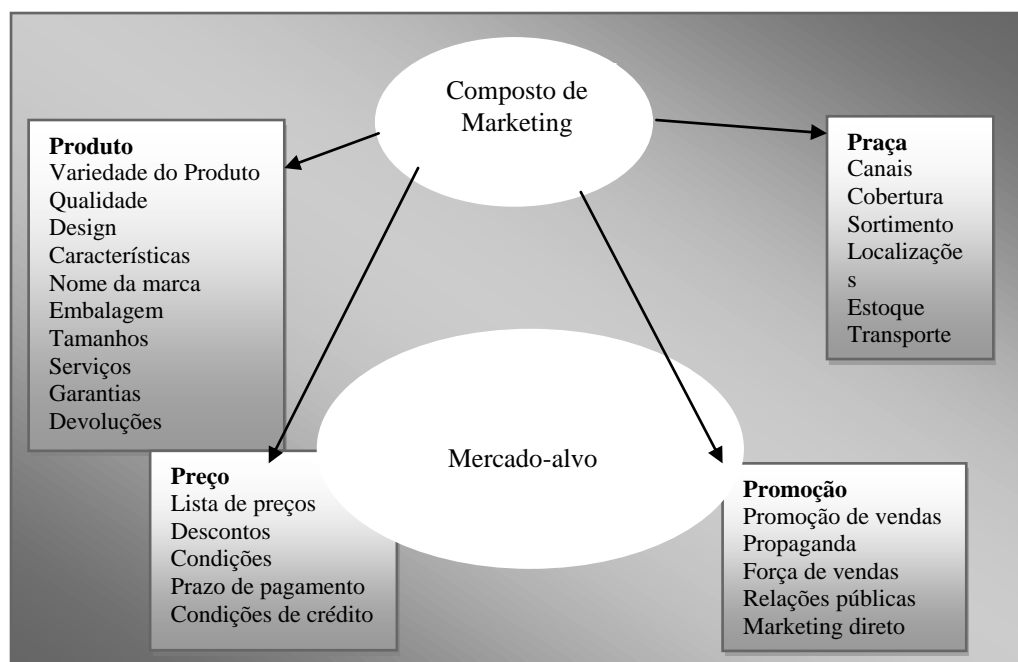 Composto de
Marketing
Produto
Variedade do Produto
Qualidade
Design
Características
Nome da marca
Embalagem
Tamanhos
Serviços
Garantias
Devoluções
Praça
Canais
Cobertura
Sortimento
Localizaçõe
s
Estoque
Transporte
Mercado-alvo
Preço
Lista de preços
Descontos
Condições
Prazo de pagamento
Condições de crédito
Promoção
Promoção de vendas
Propaganda
Força de vendas
Relações públicas
Marketing direto